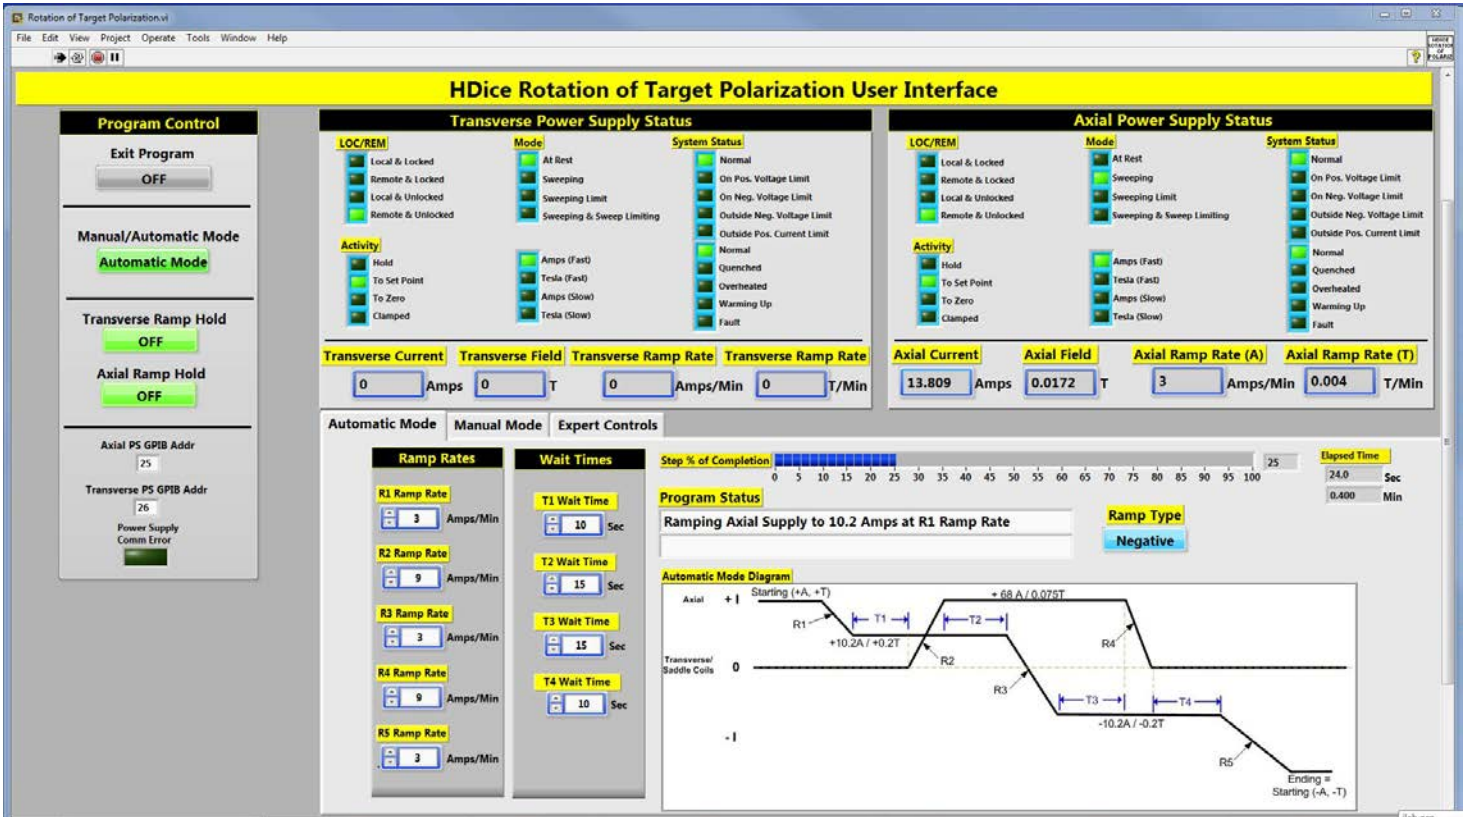 Rotation of Target Polarization.vi
File Edit View Project Operate Tools Window Help
HDice Rotation of Target Polarization User Interface
Program Control
Exit Program
OFF
Manual/Automatic Mode
Automatic Mode
Transverse Ramp Hold
OFF
Axial Ramp Hold
OFF
Axial PS GPIB Addr
25
Transverse PS GPIB Addr
26
Power Supply
Comm Error
Transverse Power Supply Status
LOC/REM
Local & Locked
Remote & Locked
Local & Unlocked
Remote & Unlocked
Mode
At Rest
Sweeping
Sweeping Limit
Sweeping & Sweep Limiting
System Status
Normal
On Pos. Voltage Limit
On Neg. Voltage Limit
Outside Neg. Voltage Limit
Outside Pos. Current Limit
Normal
Quenched
Overheated
Warming Up
Fault
Activity
Hold
To Set Point
To Zero
Clamped
Amps (Fast)
Tesla (Fast)
Amps (Slow)
Tesla (Slow)
Transverse Current
0 Amps
Transverse Field
0 T
Transverse Ramp Rate
0 Amps/Min
Transverse Ramp Rate
0 T/Min
Axial Power Supply Status
LOC/REM
Local & Locked
Remote & Locked
Local & Unlocked
Remote & Unlocked
Mode
At Rest
Sweeping
Sweeping Limit
Sweeping & Sweep Limiting
System Status
Normal
On Pos. Voltage Limit
On Neg. Voltage Limit
Outside Neg. Voltage Limit
Outside Pos. Current Limit
Normal
Quenched
Overheated
Warming Up
Fault
Activity
Hold
To Set Point
To Zero
Clamped
Amps (Fast)
Tesla (Fast)
Amps (Slow)
Tesla (Slow)
Axial Current
13.809 Amps
Axial Field
0.0172 T
Axial Ramp Rate (A)
3 Amps/Min
Axial Ramp Rate (T)
0.004 T/Min
Automatic Mode Manual Mode Expert Controls
Ramp Rates
R1 Ramp Rate
3 Amps/Min
R2 Ramp Rate
9 Amps/Min
R3 Ramp Rate
3 Amps/Min
R4 Ramp Rate
9 Amps/Min
R5 Ramp Rate
3 Amps/Min
Wait Times
T1 Wait Time
10 Sec
T2 Wait Time
15 Sec
T3 Wait Time
15 Sec
T4 Wait Time
10 Sec
Step % of Completion
0 5 10 15 20 25 30 35 40 45 50 55 60 65 70 75 80 85 90 95 100
25
Elapsed Time
24.0 Sec
0.400 Min
Program Status
Ramping Axial Supply to 10.2 Amps at R1 Ramp Rate
Ramp Type
Negative
Automatic Mode Diagram
Axial
+ I
Starting (+A, +T)
+ 68 A / 0.075T
R1
T1
T2
R4
+10.2A / +0.2T
R2
Transverse/
Saddle Coils
0
R3
T3
T4
-10.2A / -0.2T
- I
R5
Ending =
Starting (-A, -T)